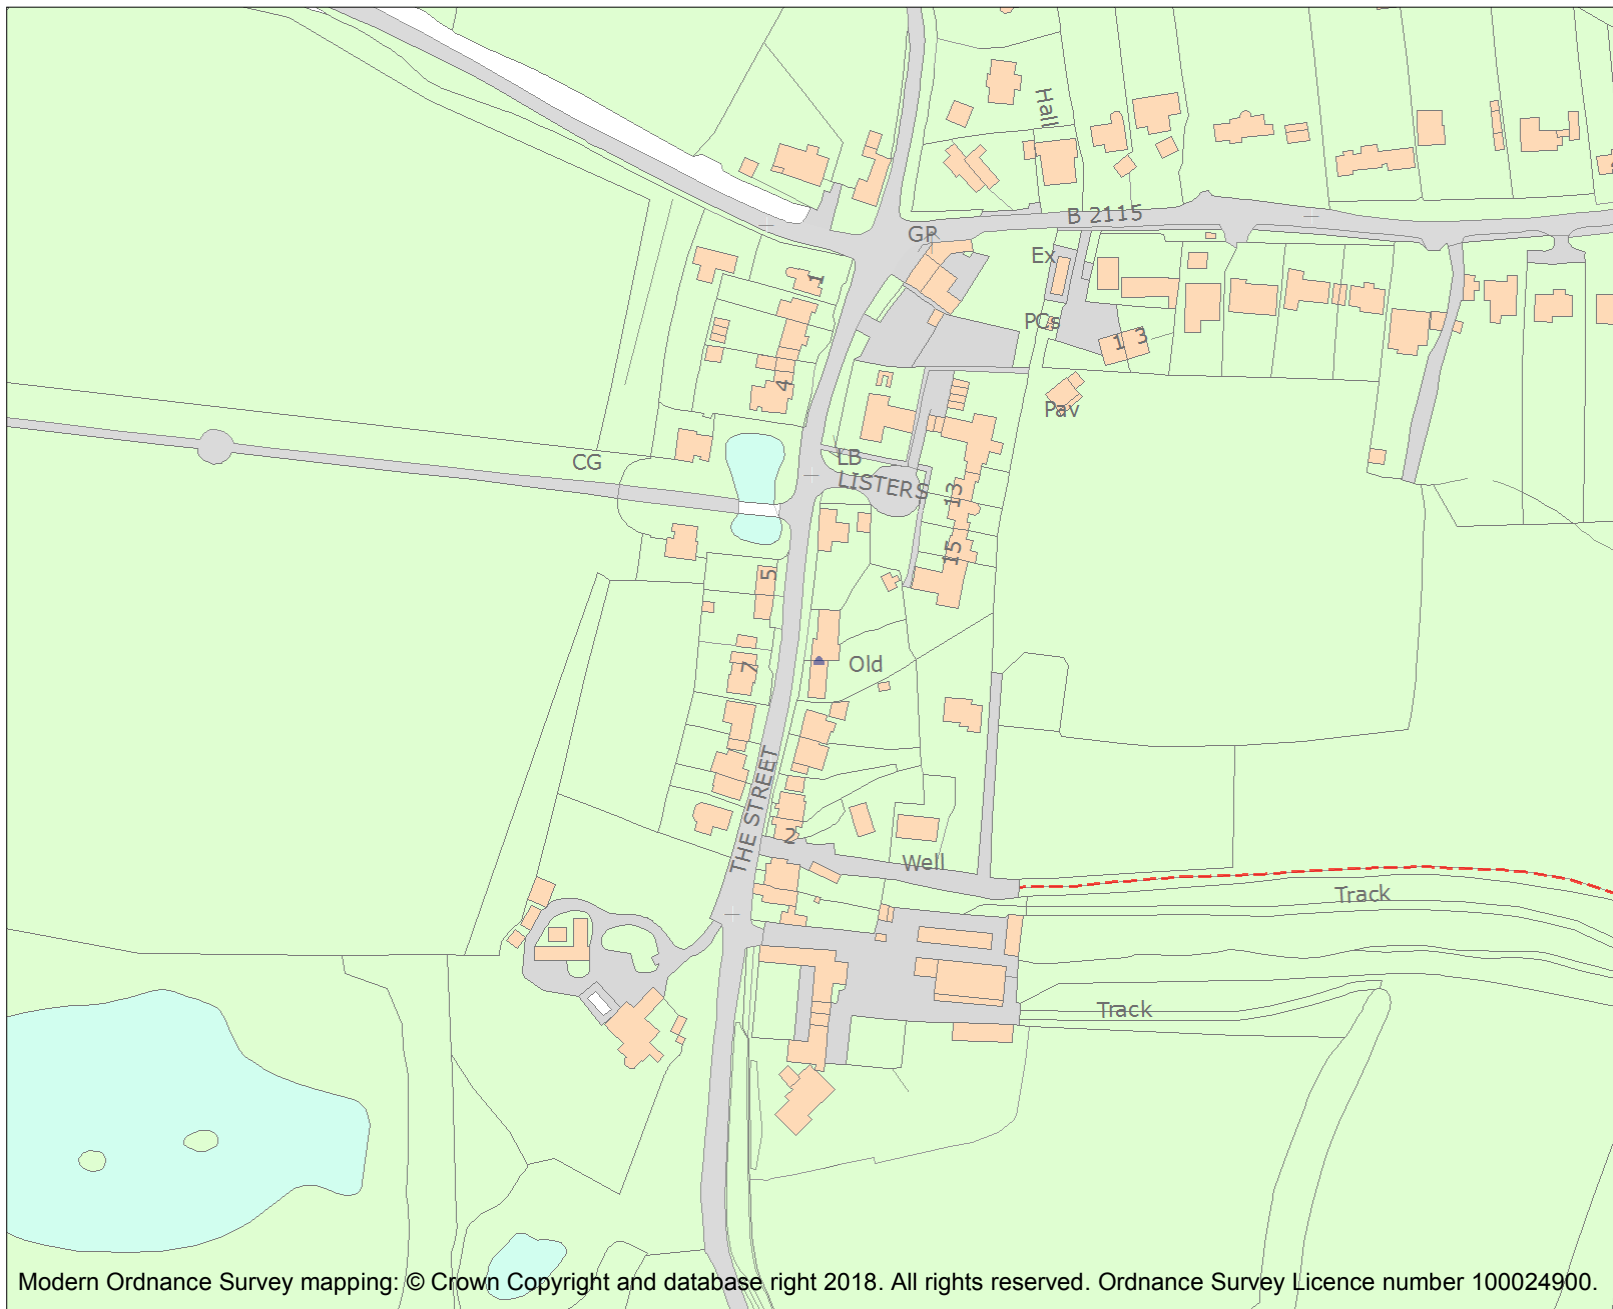 Hall
B 2115
GP
Ex
1
PCs
1 3
4
Pav
LB
CG
LISTERS
13
15
5
Old
7
THE STREET
2
Well
Track
Track
Modern Ordnance Survey mapping: © Crown Copyright and database right 2018. All rights reserved. Ordnance Survey Licence number 100024900.